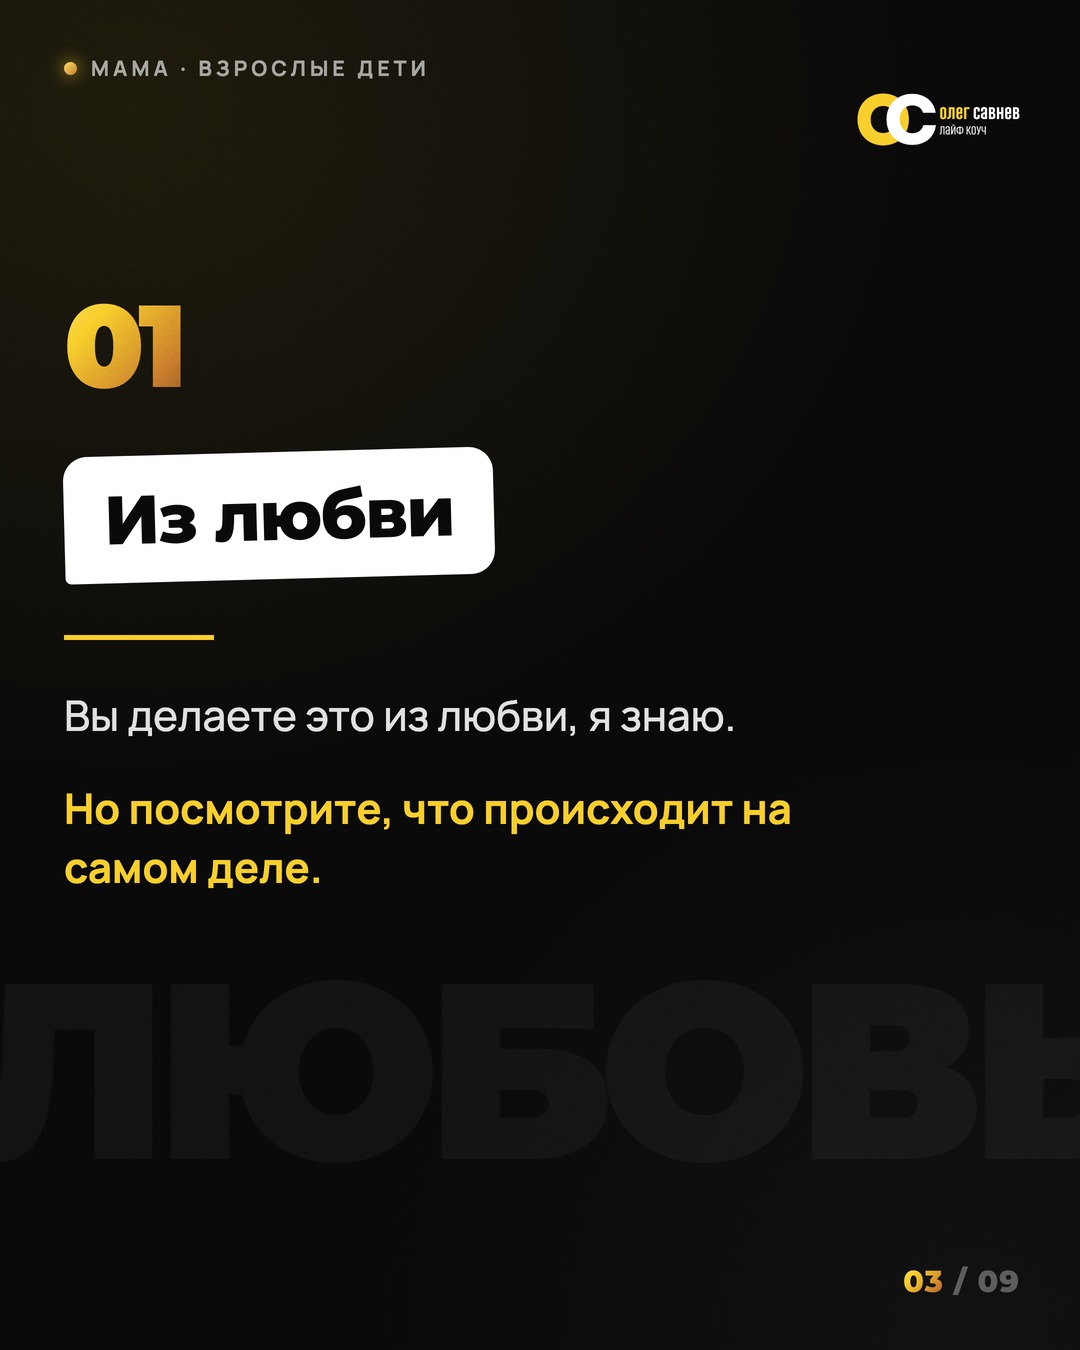 МАМА · ВЗРОСЛЫЕ ДЕТИ
ОС
олег савнев
ЛАЙФ КОУЧ
01
Из любви
Вы делаете это из любви, я знаю.
Но посмотрите, что происходит на
самом деле.
ЛЮБОВЬ
03 / 09